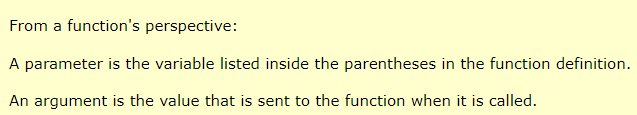 From a function's perspective:
A parameter is the variable listed inside the parentheses in the function definition.
An argument is the value that is sent to the function when it is called.